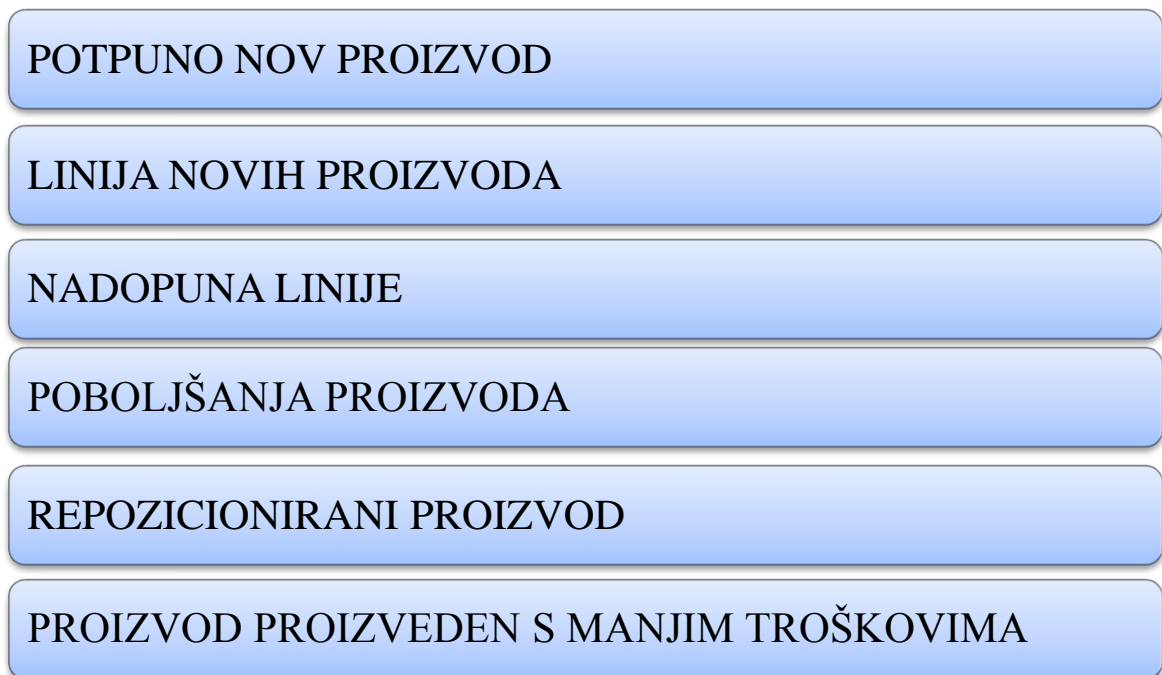 POTPUNO NOV PROIZVOD
LINIJA NOVIH PROIZVODA
NADOPUNA LINIJE
POBOLJŠANJA PROIZVODA
REPOZICIONIRANI PROIZVOD
PROIZVOD PROIZVEDEN S MANJIM TROŠKOVIMA